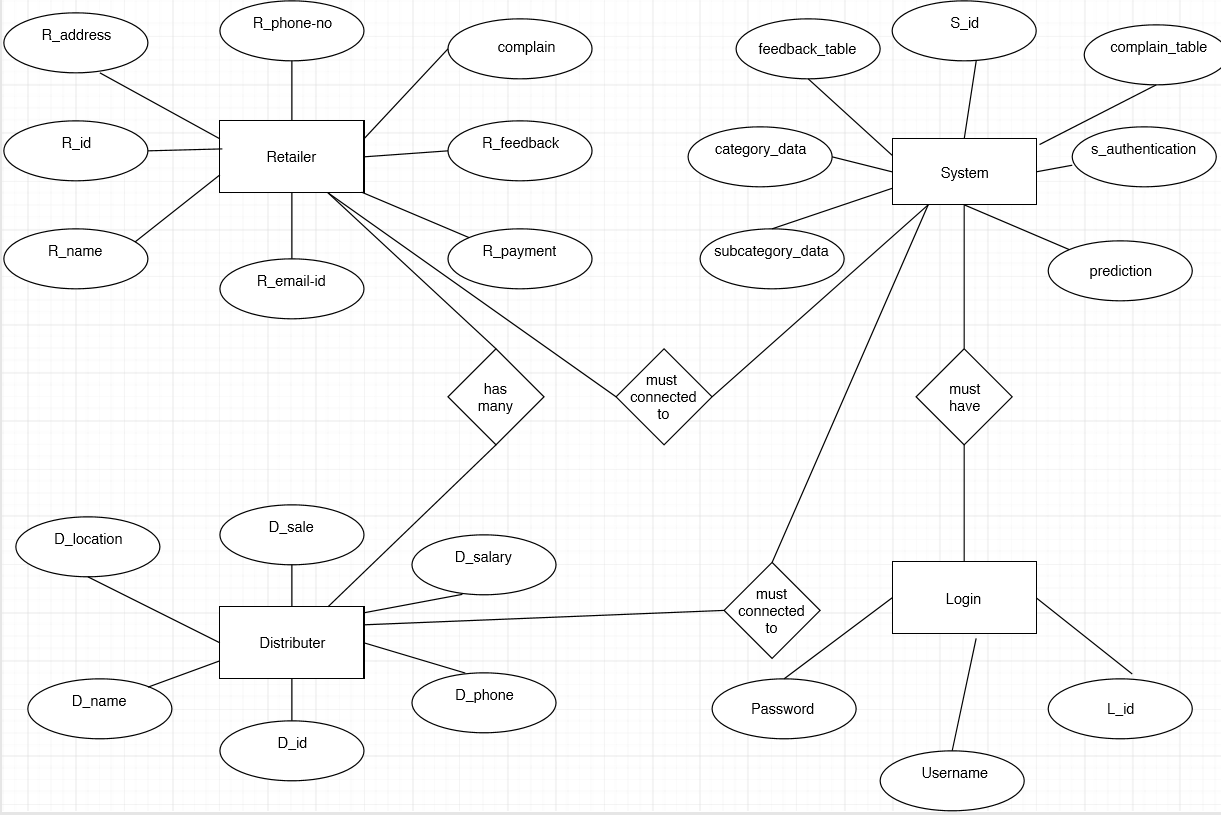 R_address
R_phone-no
complain
feedback_table
S_id
complain_table
R_id
Retailer
R_feedback
category_data
System
s_authentication
R_name
R_email-id
R_payment
subcategory_data
prediction
has
many
must
connected
to
must
have
D_location
D_sale
D_salary
must
connected
to
Login
Distributer
D_name
D_id
D_phone
Password
Username
L_id